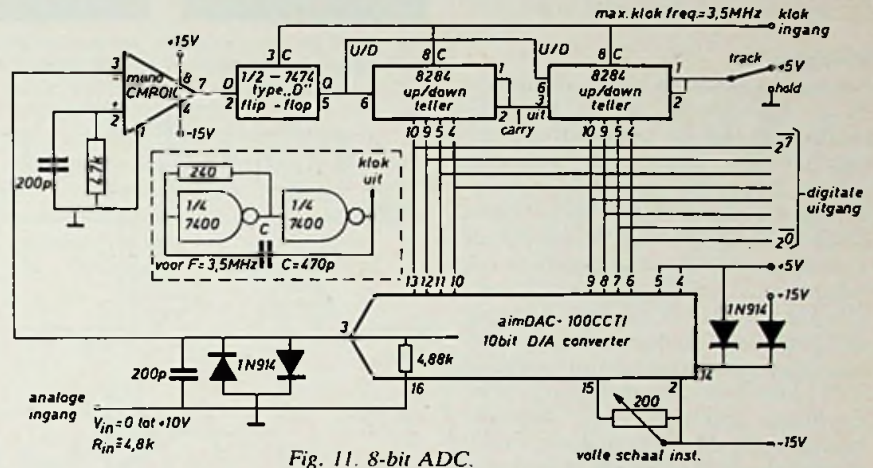 max. klok freq.=3,5MHz
klok
ingang
+15V
3 C
U/D
8 C
U/D
8 C
track
+5V
hold
3
mono
CMP01C
8
7
4
+
2
1
-15V
D
2
1/2 - 7474
type „D"
flip - flop
Q
5
6
8284
up/down
teller
1
2
carry
6
3
uit
8284
up/down
teller
1
2
10 9 5 4
10 9 5 4
200p
4.7k
240
klok
uit
1/4
7400
C
1/4
7400
voor F=3,5MHz C=470p
2⁷
digitale
uitgang
2⁰
13 12 11 10
9 8 7 6
5 4
+5V
-15V
1N914
aimDAC-100CCTI
10bit D/A converter
3
4,88k
16
15
2
14
200p
1N914
analoge
ingang
V in=0 tot +10V
R in≅4,8k
200
volle schaal inst.
-15V
Fig. 11. 8-bit ADC.